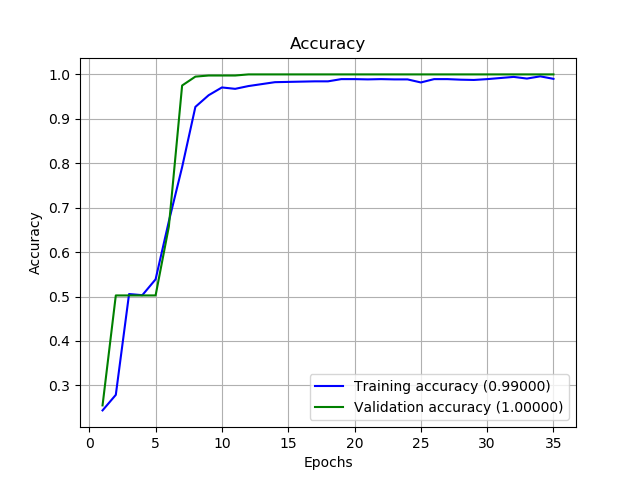 Accuracy
1.0
0.9
0.8
0.7
0.6
0.5
0.4
0.3
Accuracy
Training accuracy (0.99000)
Validation accuracy (1.00000)
0 5 10 15 20 25 30 35
Epochs